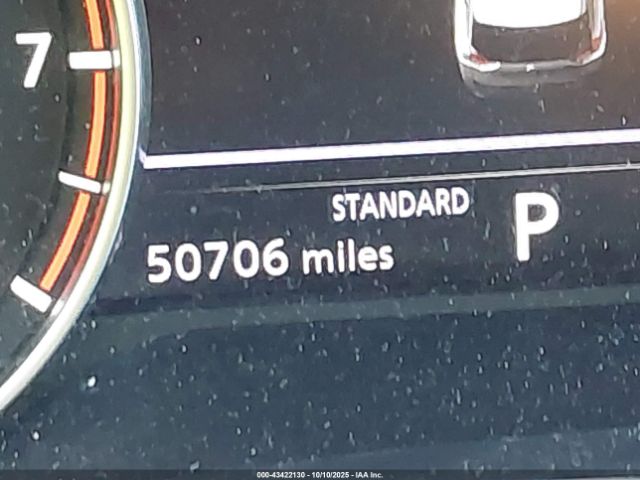 7
STANDARD P
50706 miles
000-43422130 - 10/10/2025 - IAA Inc.